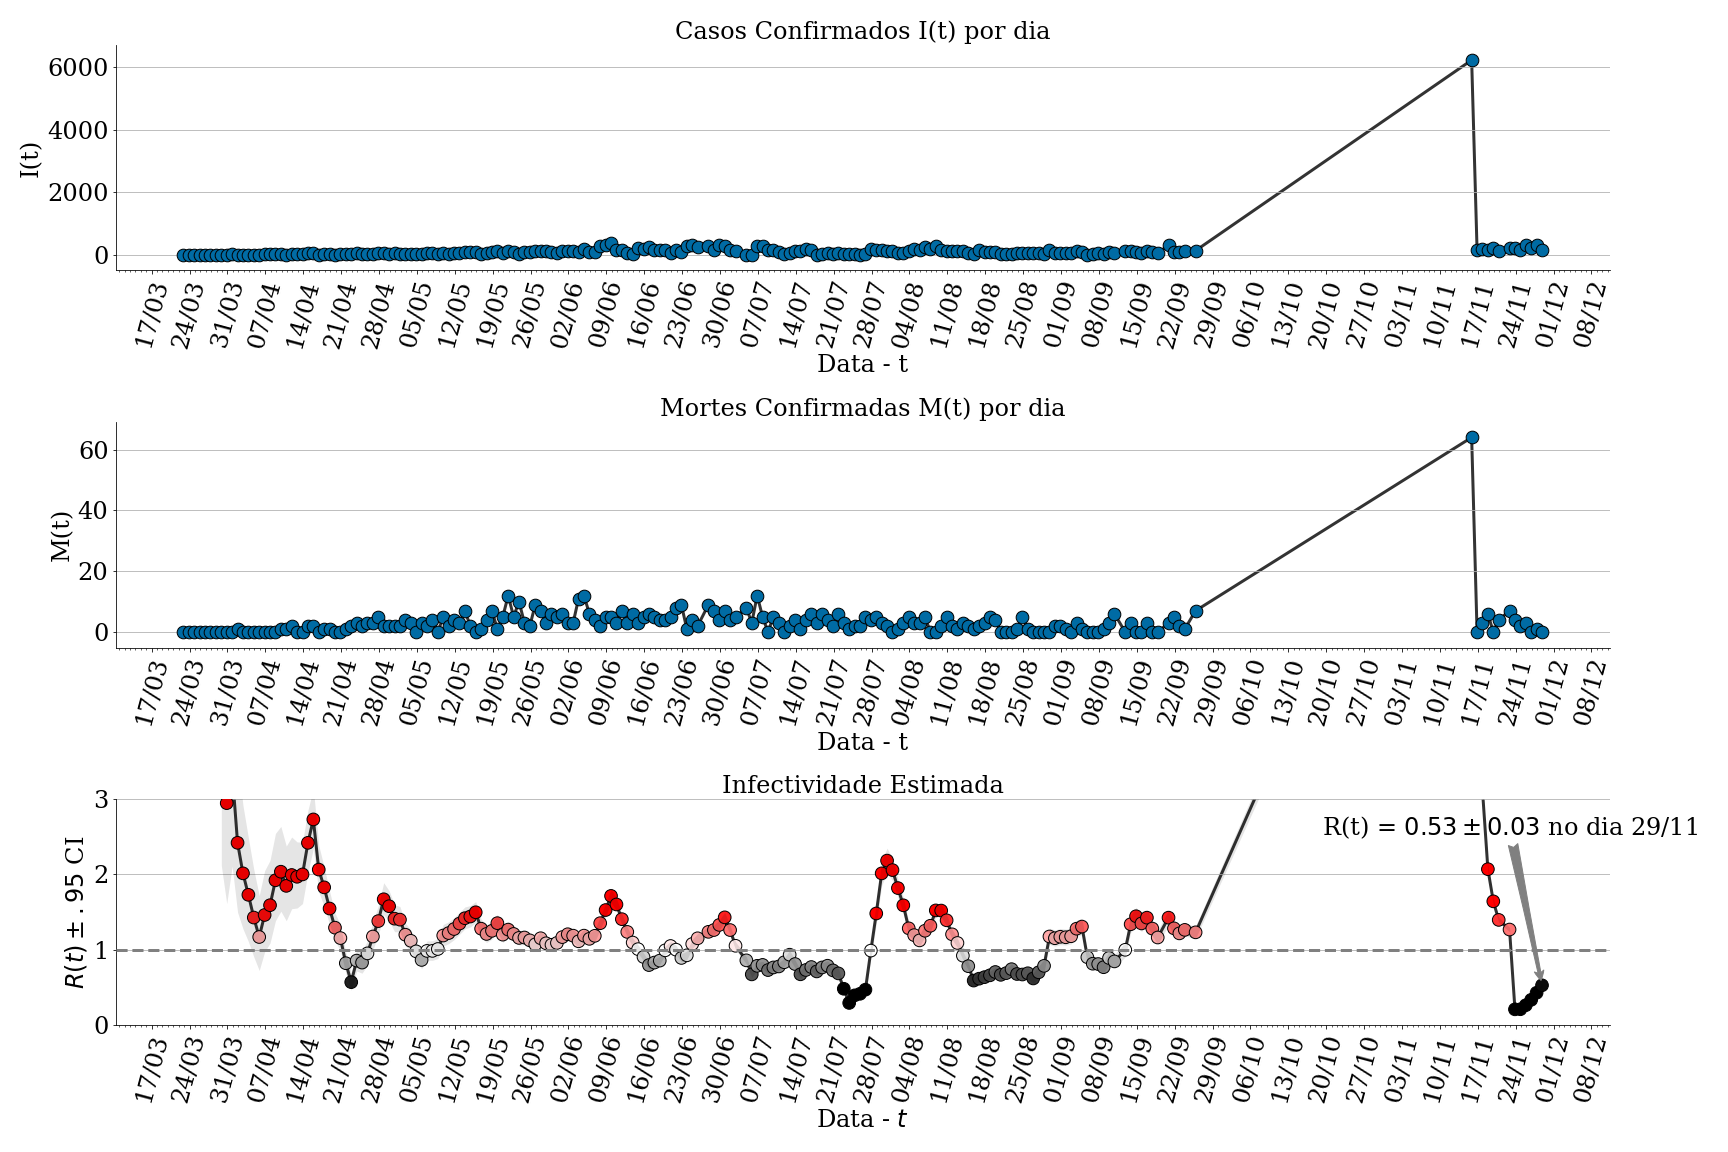 Casos Confirmados I(t) por dia
6000
4000
2000
0
I(t)
17/03 24/03 31/03 07/04 14/04 21/04 28/04 05/05 12/05 19/05 26/05 02/06 09/06 16/06 23/06 30/06 07/07 14/07 21/07 28/07 04/08 11/08 18/08 25/08 01/09 08/09 15/09 22/09 29/09 06/10 13/10 20/10 27/10 03/11 10/11 17/11 24/11 01/12 08/12
Data - t
Mortes Confirmadas M(t) por dia
60
40
20
0
M(t)
17/03 24/03 31/03 07/04 14/04 21/04 28/04 05/05 12/05 19/05 26/05 02/06 09/06 16/06 23/06 30/06 07/07 14/07 21/07 28/07 04/08 11/08 18/08 25/08 01/09 08/09 15/09 22/09 29/09 06/10 13/10 20/10 27/10 03/11 10/11 17/11 24/11 01/12 08/12
Data - t
Infectividade Estimada
3
2
1
0
R(t) ± .95 CI
R(t) = 0.53 ± 0.03 no dia 29/11
17/03 24/03 31/03 07/04 14/04 21/04 28/04 05/05 12/05 19/05 26/05 02/06 09/06 16/06 23/06 30/06 07/07 14/07 21/07 28/07 04/08 11/08 18/08 25/08 01/09 08/09 15/09 22/09 29/09 06/10 13/10 20/10 27/10 03/11 10/11 17/11 24/11 01/12 08/12
Data - t